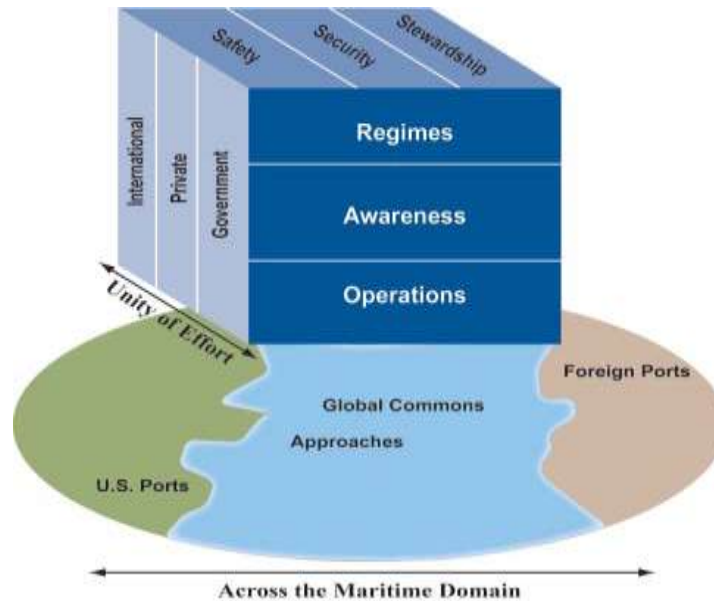 Safety
Security
Stewardship
International
Private
Government
Regimes
Awareness
Operations
Unity of Effort
Foreign Ports
Global Commons
Approaches
U.S. Ports
Across the Maritime Domain